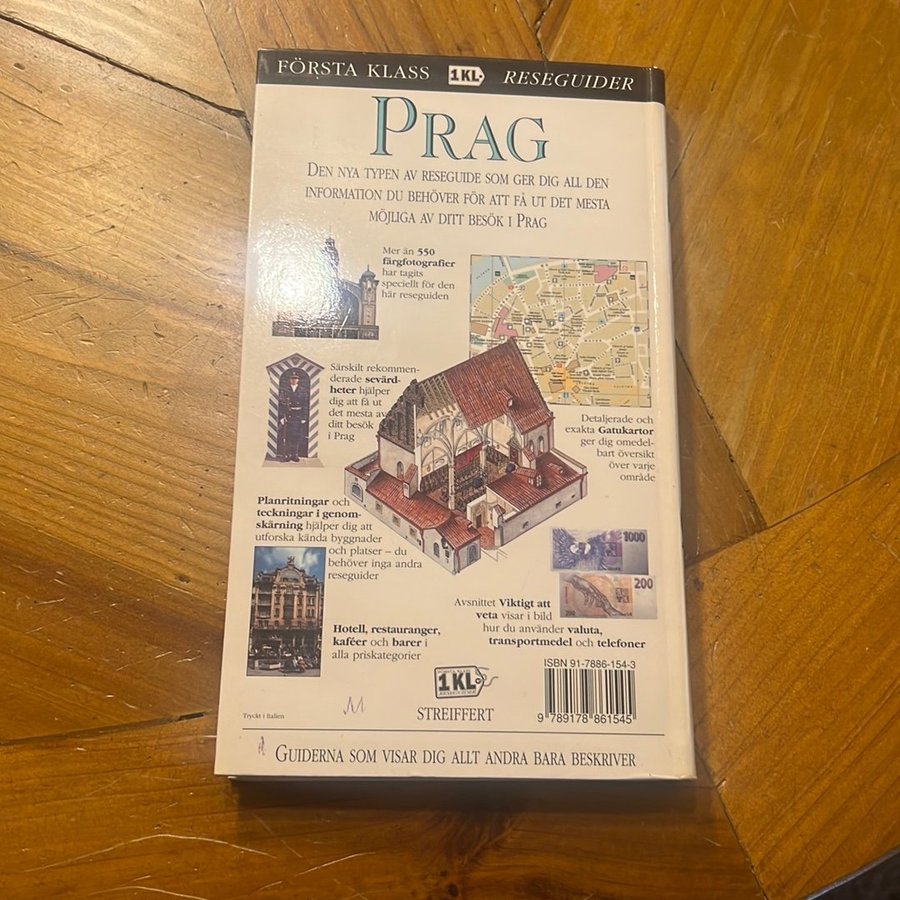 FÖRSTA KLASS 1KL RESEGUIDER
PRAG
DEN NYA TYPEN AV RESEGUIDE SOM GER DIG ALL DEN
INFORMATION DU BEHÖVER FÖR ATT FÅ UT DET MESTA
MÖJLIGA AV DITT BESÖK I PRAG
Mer än 550
färgfotografier
har tagits
speciellt för den
här reseguiden
Särskilt rekommen-
derade sevärd-
heter hjälper
dig att få ut
det mesta av
ditt besök
i Prag
Detaljerade och
exakta Gatukartor
ger dig omedel-
bart översikt
över varje
område
Planritningar och
teckningar i genom-
skärning hjälper dig att
utforska kända byggnader
och platser – du
behöver inga andra
reseguider
1000
200
200
Avsnittet Viktigt att
veta visar i bild
hur du använder valuta,
transportmedel och telefoner
Hotell, restauranger,
kaféer och barer i
alla priskategorier
FÖRSTA KLASS
1KL
RESEGUIDER
STREIFFERT
ISBN 91-7886-154-3
9 789178 861545
Tryckt i Italien
GUIDERNA SOM VISAR DIG ALLT ANDRA BARA BESKRIVER